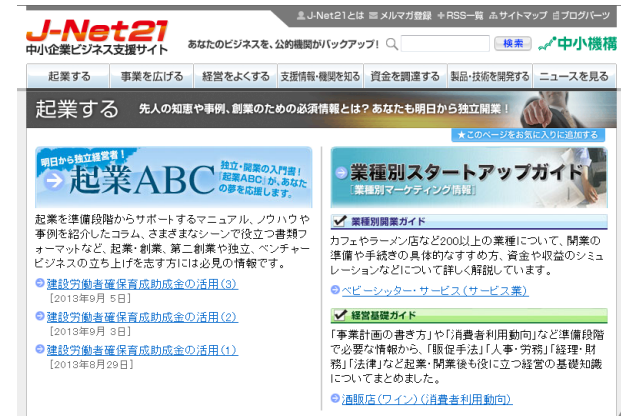 J-Net21
中小企業ビジネス支援サイト
J-Net21とは メルマガ登録 RSS一覧 サイトマップ ブログパーツ
あなたのビジネスを、公的機関がバックアップ!
検索
中小機構
起業する 事業を広げる 経営をよくする 支援情報・機関を知る 資金を調達する 製品・技術を開発する ニュースを見る
起業する 先人の知恵や事例、創業のための必須情報とは?あなたも明日から独立開業!
★このページをお気に入りに追加する
明日から独立経営者!
起業ABC
独立・開業の入門書!
「起業ABC」が、あなた
の夢を応援します。
起業を準備段階からサポートするマニュアル、ノウハウや
事例を紹介したコラム、さまざまなシーンで役立つ書類フ
ォーマットなど、起業・創業、第二創業や独立、ベンチャー
ビジネスの立ち上げを志す方には必見の情報です。
建設労働者確保育成助成金の活用(3)
[2013年9月 5日]
建設労働者確保育成助成金の活用(2)
[2013年9月 3日]
建設労働者確保育成助成金の活用(1)
[2013年8月29日]
業種別スタートアップガイド
[業種別マーケティング情報]
業種別開業ガイド
カフェやラーメン店など200以上の業種について、開業の
準備や手続きの具体的なすすめ方、資金や収益のシミュ
レーションなどについて詳しく解説しています。
ベビーシッター・サービス(サービス業)
経営基礎ガイド
「事業計画の書き方」や「消費者利用動向」など準備段階
で必要な情報から、「販促手法」「人事・労務」「経理・財
務」「法律」など起業・開業後も役に立つ経営の基礎知識
についてまとめました。
酒販店(ワイン)(消費者利用動向)